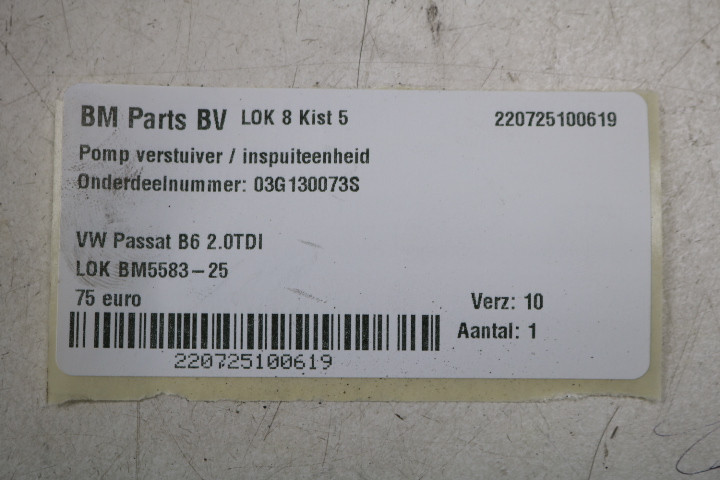 BM Parts BV LOK 8 Kist 5 220725100619
Pomp verstuiver / inspuiteenheid
Onderdeelnummer: 03G130073S
VW Passat B6 2.0TDI
LOK BM5583-25
75 euro Verz: 10
Aantal: 1
220725100619